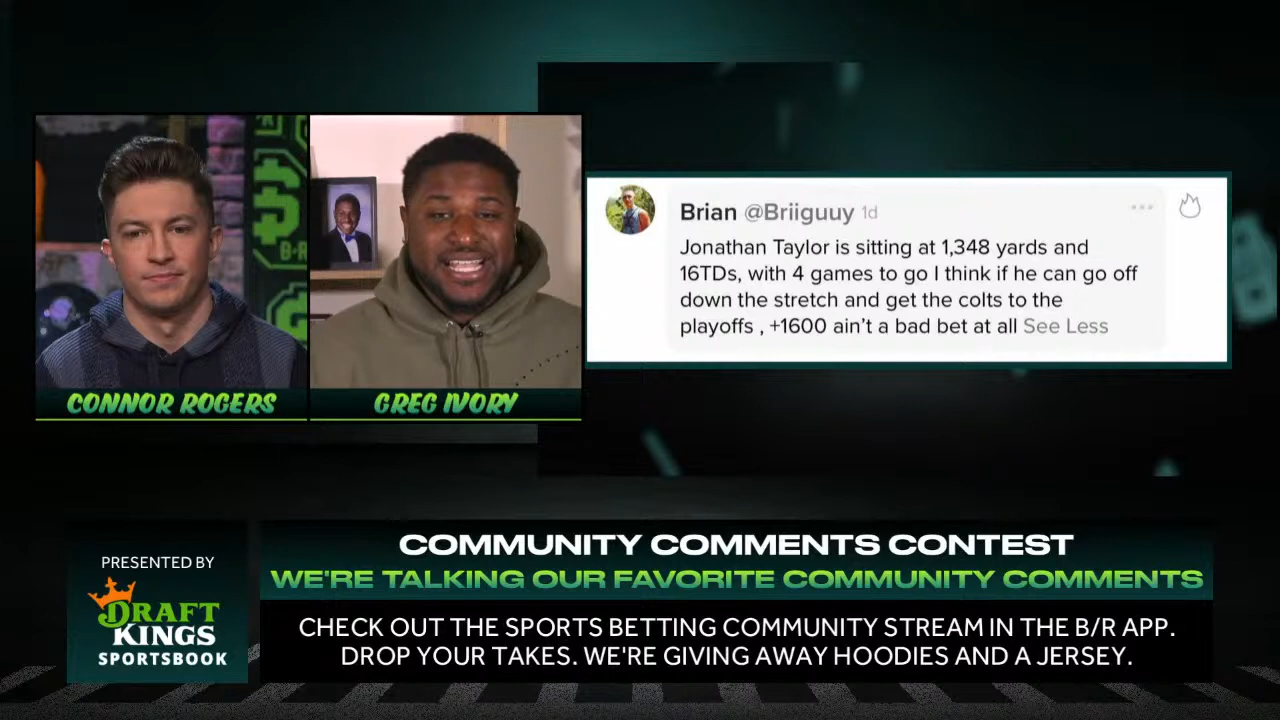 Brian @Briiguuy 1d
Jonathan Taylor is sitting at 1,348 yards and
16TDs, with 4 games to go I think if he can go off
down the stretch and get the colts to the
playoffs , +1600 ain't a bad bet at all See Less
B-R
CONNOR ROGERS
GREG IVORY
PRESENTED BY
DRAFT
KINGS
SPORTSBOOK
COMMUNITY COMMENTS CONTEST
WE'RE TALKING OUR FAVORITE COMMUNITY COMMENTS
CHECK OUT THE SPORTS BETTING COMMUNITY STREAM IN THE B/R APP.
DROP YOUR TAKES. WE'RE GIVING AWAY HOODIES AND A JERSEY.